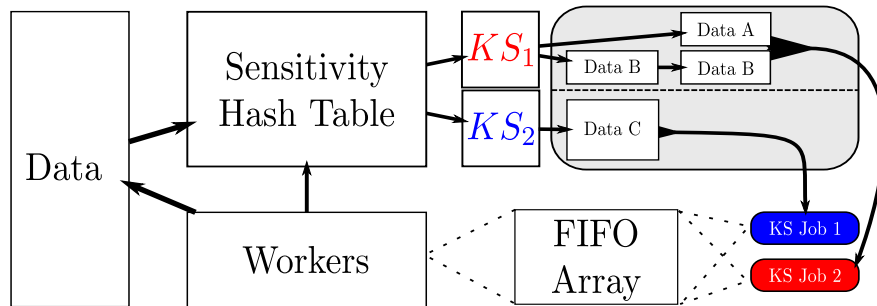 Data
Sensitivity
Hash Table
KS1
KS2
Data A
Data B
Data B
Data C
Workers
FIFO
Array
KS Job 1
KS Job 2